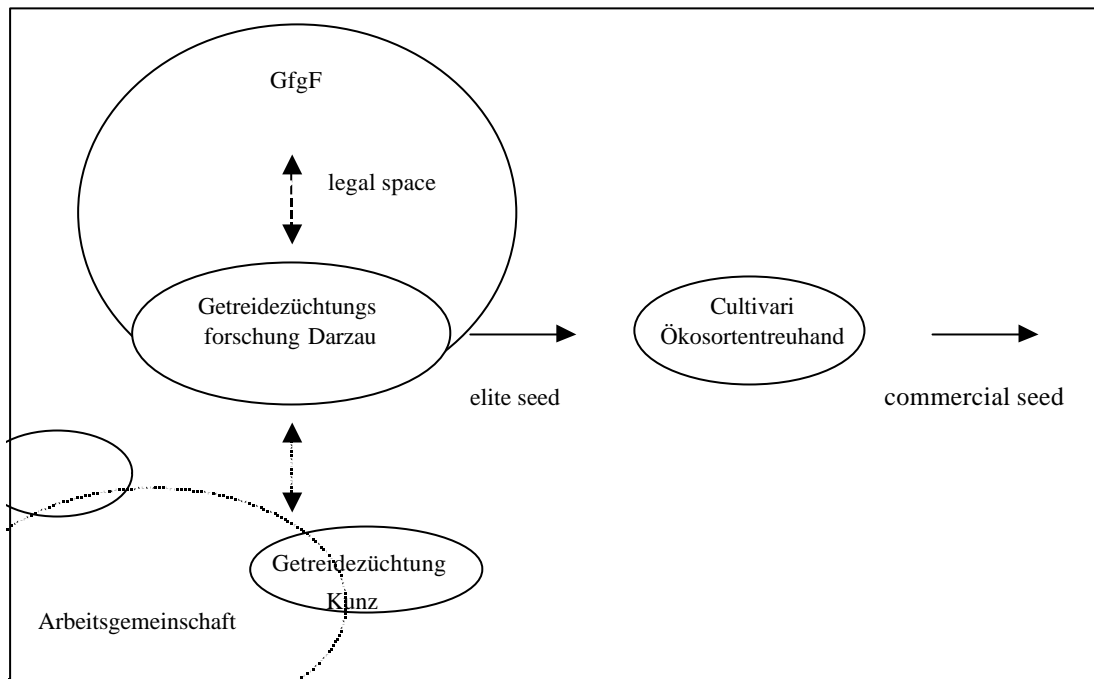 GfgF
legal space
Getreidezüchtungs
forschung Darzau
Cultivari
Ökosortentreuhand
elite seed
commercial seed
Getreidezüchtung
Kunz
Arbeitsgemeinschaft